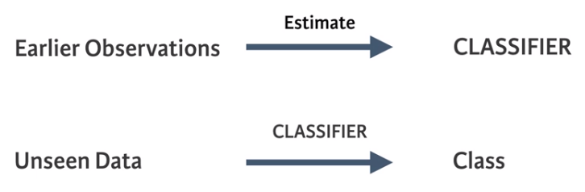 Estimate
Earlier Observations CLASSIFIER
CLASSIFIER
Unseen Data Class